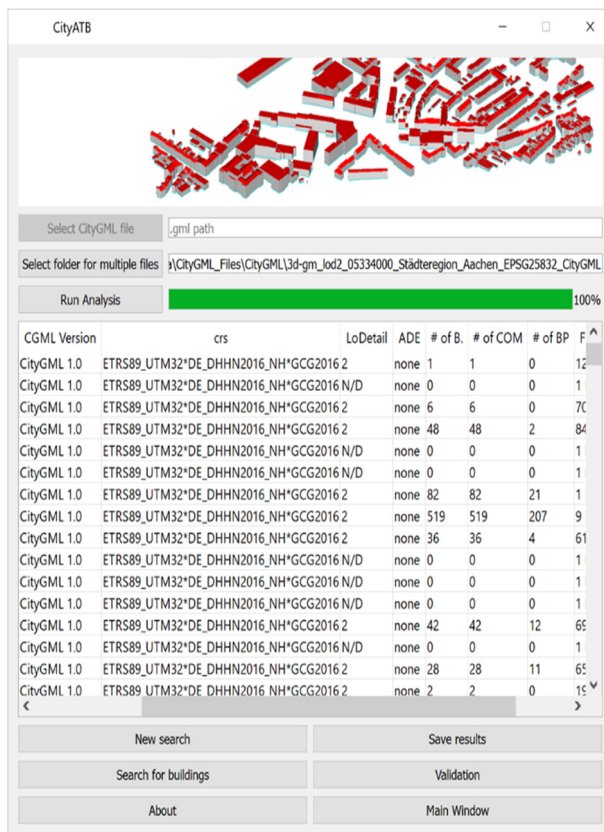 CityATB
Select CityGML file .gml path
Select folder for multiple files a\CityGML_Files\CityGML\3d-gm_lod2_05334000_Städteregion_Aachen_EPSG25832_CityGML
Run Analysis 100%
CGML Version crs LoDetail ADE # of B. # of COM # of BP F
CityGML 1.0 ETRS89_UTM32*DE_DHHN2016_NH*GCG2016 2 none 1 1 0 12
CityGML 1.0 ETRS89_UTM32*DE_DHHN2016_NH*GCG2016 N/D none 0 0 0 1
CityGML 1.0 ETRS89_UTM32*DE_DHHN2016_NH*GCG2016 2 none 6 6 0 70
CityGML 1.0 ETRS89_UTM32*DE_DHHN2016_NH*GCG2016 2 none 48 48 2 84
CityGML 1.0 ETRS89_UTM32*DE_DHHN2016_NH*GCG2016 N/D none 0 0 0 1
CityGML 1.0 ETRS89_UTM32*DE_DHHN2016_NH*GCG2016 N/D none 0 0 0 1
CityGML 1.0 ETRS89_UTM32*DE_DHHN2016_NH*GCG2016 2 none 82 82 21 1
CityGML 1.0 ETRS89_UTM32*DE_DHHN2016_NH*GCG2016 2 none 519 519 207 9
CityGML 1.0 ETRS89_UTM32*DE_DHHN2016_NH*GCG2016 2 none 36 36 4 61
CityGML 1.0 ETRS89_UTM32*DE_DHHN2016_NH*GCG2016 N/D none 0 0 0 1
CityGML 1.0 ETRS89_UTM32*DE_DHHN2016_NH*GCG2016 N/D none 0 0 0 1
CityGML 1.0 ETRS89_UTM32*DE_DHHN2016_NH*GCG2016 N/D none 0 0 0 1
CityGML 1.0 ETRS89_UTM32*DE_DHHN2016_NH*GCG2016 2 none 42 42 12 69
CityGML 1.0 ETRS89_UTM32*DE_DHHN2016_NH*GCG2016 N/D none 0 0 0 1
CityGML 1.0 ETRS89_UTM32*DE_DHHN2016_NH*GCG2016 2 none 28 28 11 65
CityGML 1.0 ETRS89_UTM32*DE_DHHN2016_NH*GCG2016 2 none 2 2 0 19
New search Save results
Search for buildings Validation
About Main Window